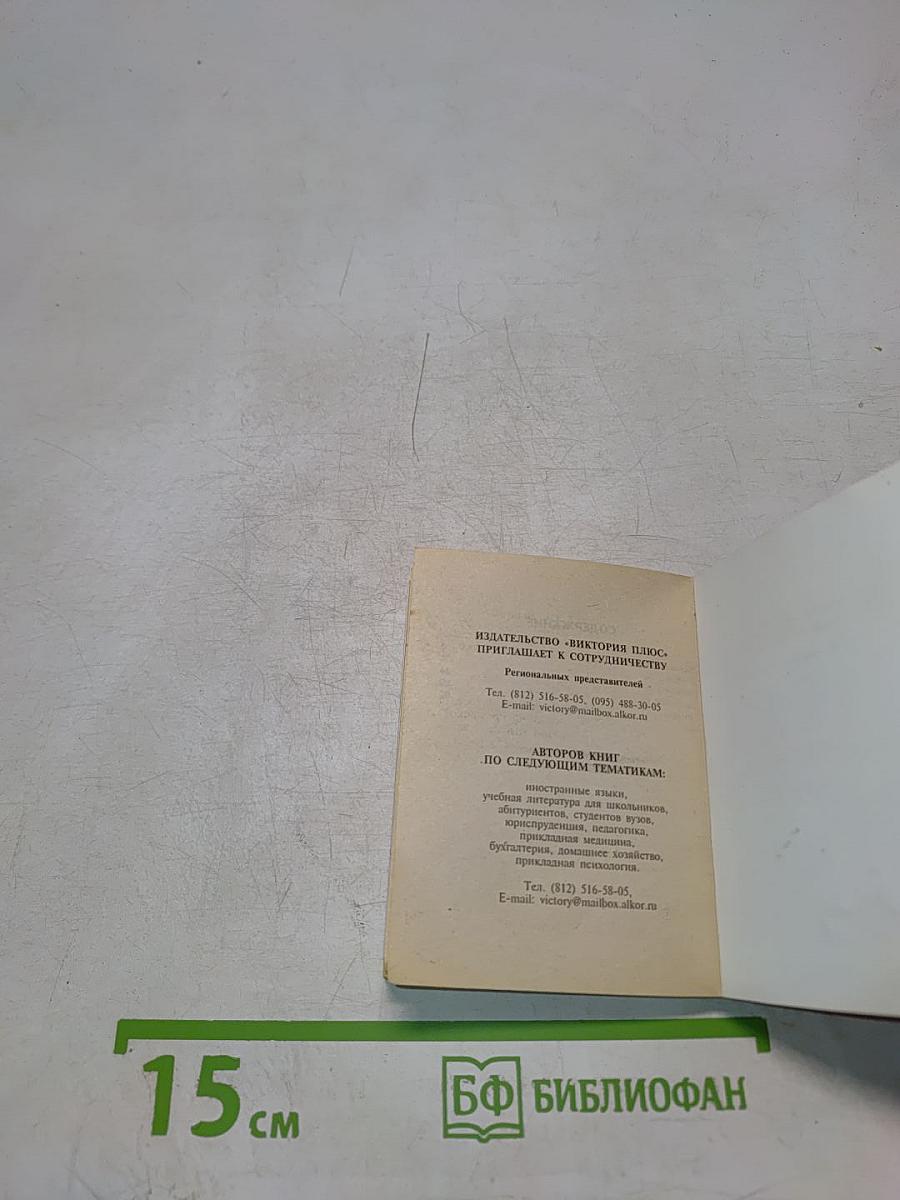 ИЗДАТЕЛЬСТВО «ВИКТОРИЯ ПЛЮС»
ПРИГЛАШАЕТ К СОТРУДНИЧЕСТВУ
Региональных представителей
Тел. (812) 516-58-05, (095) 488-30-05
E-mail: victory@mailbox.alkor.ru
АВТОРОВ КНИГ
ПО СЛЕДУЮЩИМ ТЕМАТИКАМ:
иностранные языки,
учебная литература для школьников,
абитуриентов, студентов вузов,
юриспруденция, педагогика,
прикладная медицина,
бухгалтерия, домашнее хозяйство,
прикладная психология.
Тел. (812) 516-58-05,
E-mail: victory@mailbox.alkor.ru
15 см
БФ БИБЛИОФАН